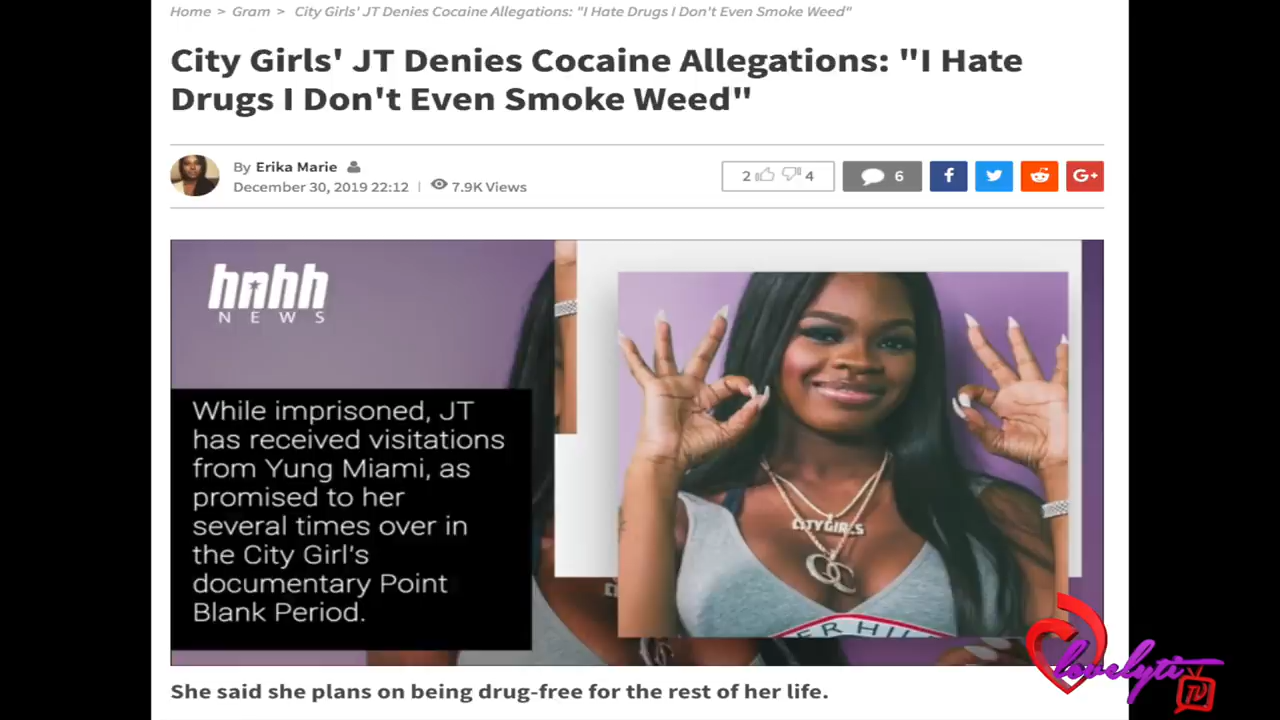 Home > Gram > City Girls' JT Denies Cocaine Allegations: "I Hate Drugs I Don't Even Smoke Weed"
City Girls' JT Denies Cocaine Allegations: "I Hate
Drugs I Don't Even Smoke Weed"
By Erika Marie
December 30, 2019 22:12 | 7.9K Views
2 4 6 f G+
hnhh
NEWS
While imprisoned, JT
has received visitations
from Yung Miami, as
promised to her
several times over in
the City Girl's
documentary Point
Blank Period.
CITYGIRLS
ER HIL
She said she plans on being drug-free for the rest of her life.
lovelyti
TV